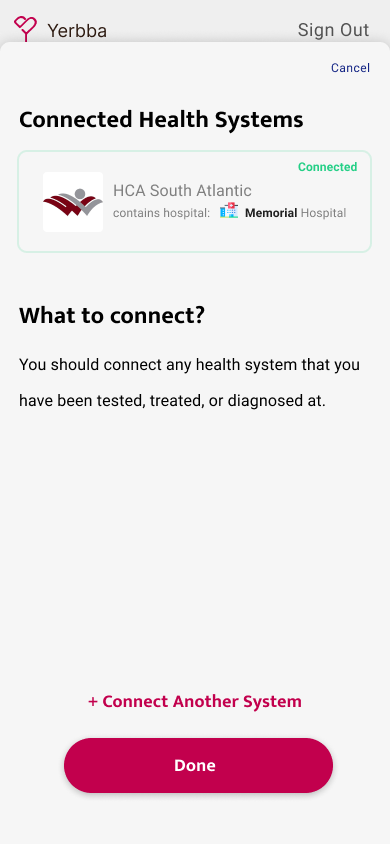 Yerbba
Sign Out
Cancel
Connected Health Systems
Connected
HCA South Atlantic
contains hospital: Memorial Hospital
What to connect?
You should connect any health system that you
have been tested, treated, or diagnosed at.
+ Connect Another System
Done